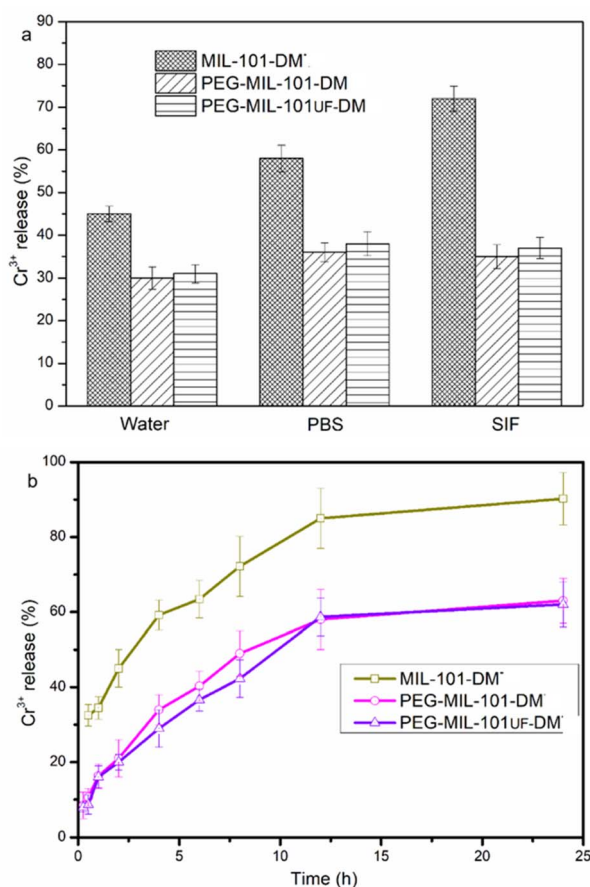 a
90
80
70
60
50
40
30
20
10
0
Cr³⁺ release (%)
MIL-101-DM
PEG-MIL-101-DM
PEG-MIL-101UF-DM
Water PBS SIF
b
100
80
60
40
20
0
Cr³⁺ release (%)
MIL-101-DM
PEG-MIL-101-DM
PEG-MIL-101UF-DM
0 5 10 15 20 25
Time (h)